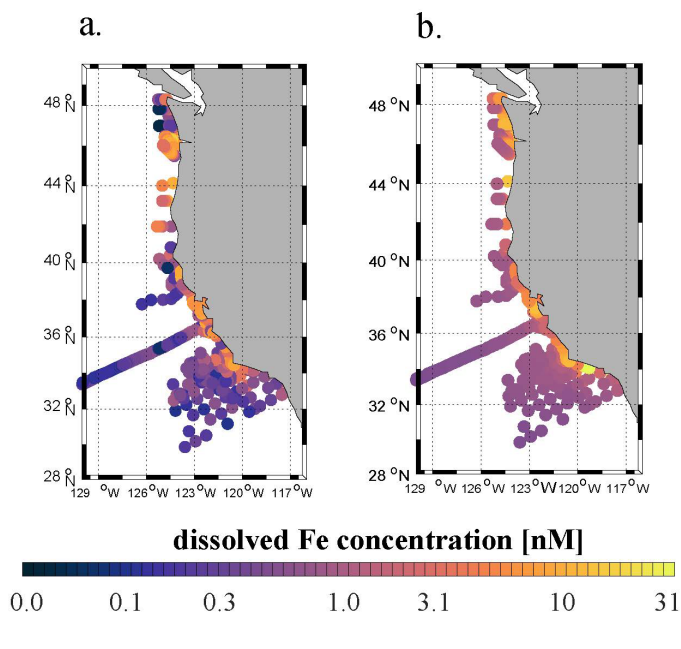 a.
b.
48 °N
44 °N
40 °N
36 °N
32 °N
28 °N
129 °W 126°W 123°W 120°W 117°W
48 °N
44 °N
40 °N
36 °N
32 °N
28 °N
129 °W 126°W 123°W 120°W 117°W
dissolved Fe concentration [nM]
0.0 0.1 0.3 1.0 3.1 10 31